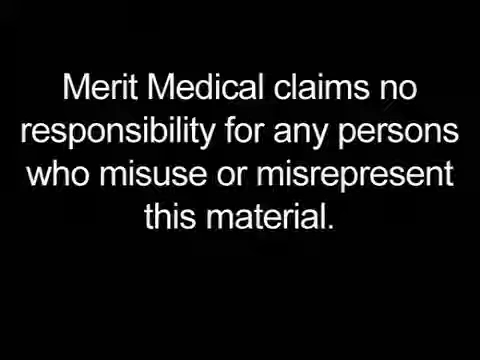 Merit Medical claims no
responsibility for any persons
who misuse or misrepresent
this material.